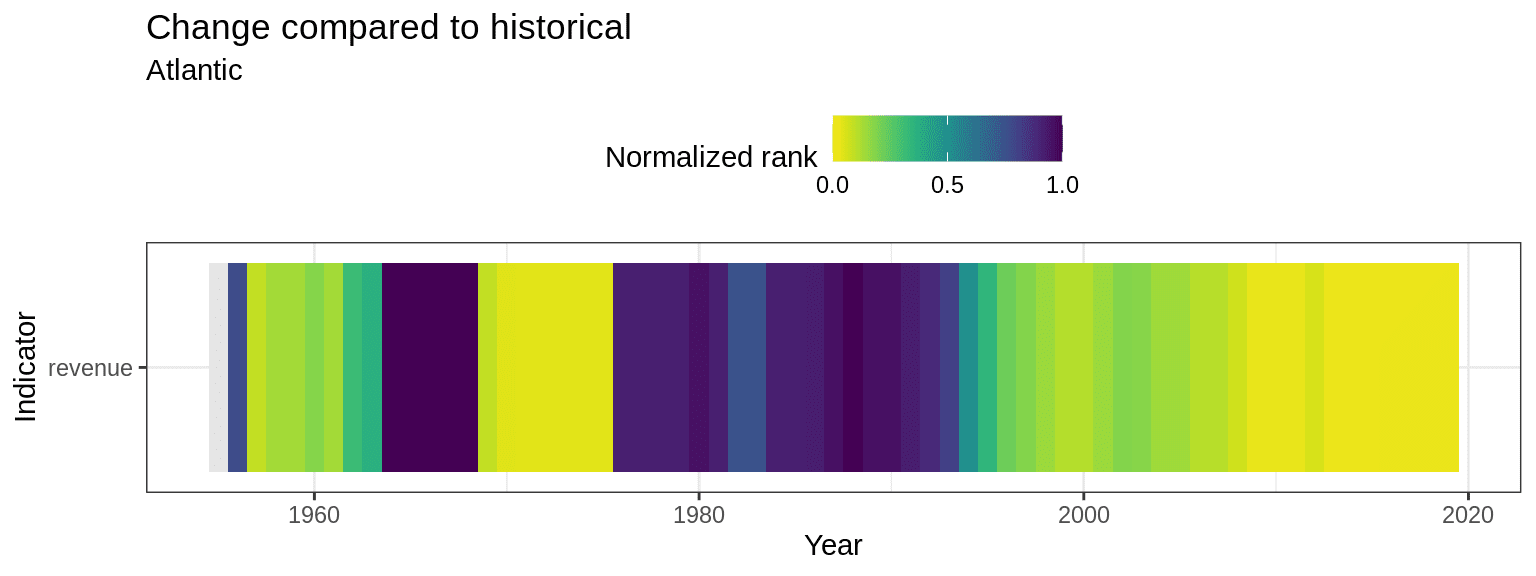 Change compared to historical
Atlantic
Normalized rank
0.0 0.5 1.0
Indicator
revenue
1960 1980 2000 2020
Year